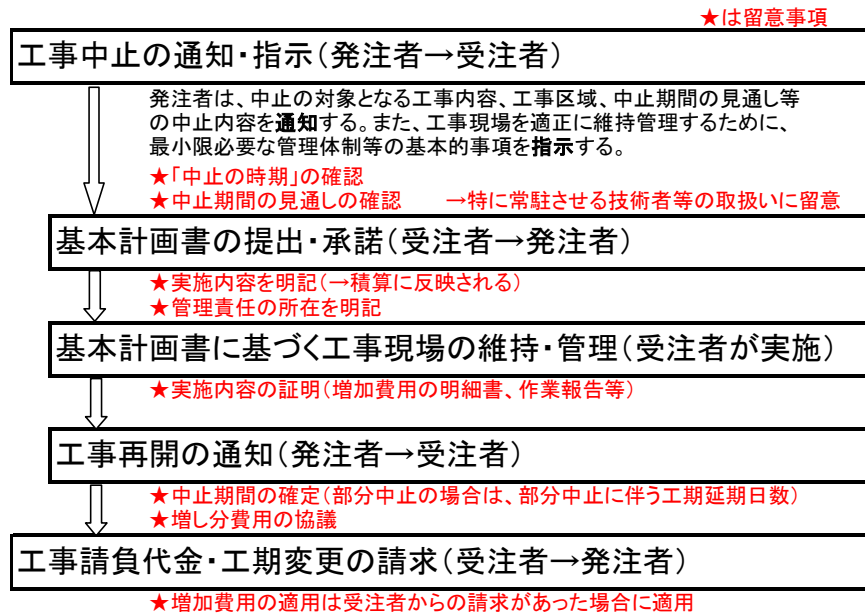 ★は留意事項
工事中止の通知・指示（発注者→受注者）
発注者は、中止の対象となる工事内容、工事区域、中止期間の見通し等
の中止内容を通知する。また、工事現場を適正に維持管理するために、
最小限必要な管理体制等の基本的事項を指示する。
★「中止の時期」の確認
★中止期間の見通しの確認　　→特に常駐させる技術者等の取扱いに留意
基本計画書の提出・承諾（受注者→発注者）
★実施内容を明記（→積算に反映される）
★管理責任の所在を明記
基本計画書に基づく工事現場の維持・管理（受注者が実施）
★実施内容の証明（増加費用の明細書、作業報告等）
工事再開の通知（発注者→受注者）
★中止期間の確定（部分中止の場合は、部分中止に伴う工期延期日数）
★増し分費用の協議
工事請負代金・工期変更の請求（受注者→発注者）
★増加費用の適用は受注者からの請求があった場合に適用